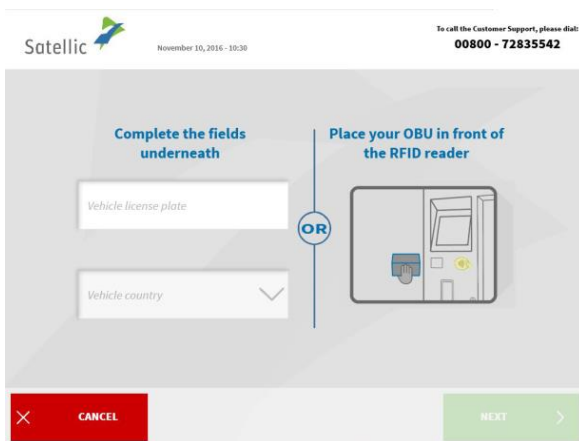 Satellic
November 10, 2016 - 10:30
To call the Customer Support, please dial:
00800 - 72835542
Complete the fields
underneath
Vehicle license plate
Vehicle country
OR
Place your OBU in front of
the RFID reader
CANCEL
NEXT